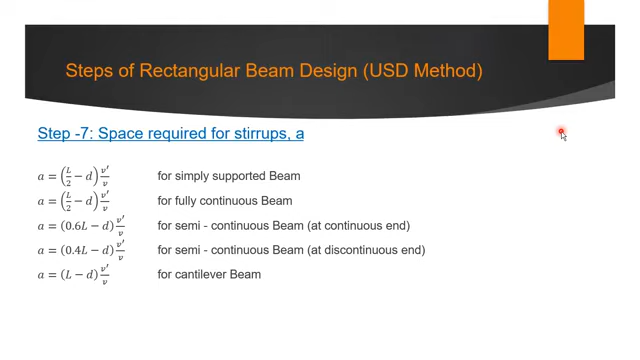 Steps of Rectangular Beam Design (USD Method)
Step -7: Space required for stirrups, a
a = (L/2 − d) v′/v for simply supported Beam
a = (L/2 − d) v′/v for fully continuous Beam
a = (0.6L − d) v′/v for semi - continuous Beam (at continuous end)
a = (0.4L − d) v′/v for semi - continuous Beam (at discontinuous end)
a = (L − d) v′/v for cantilever Beam